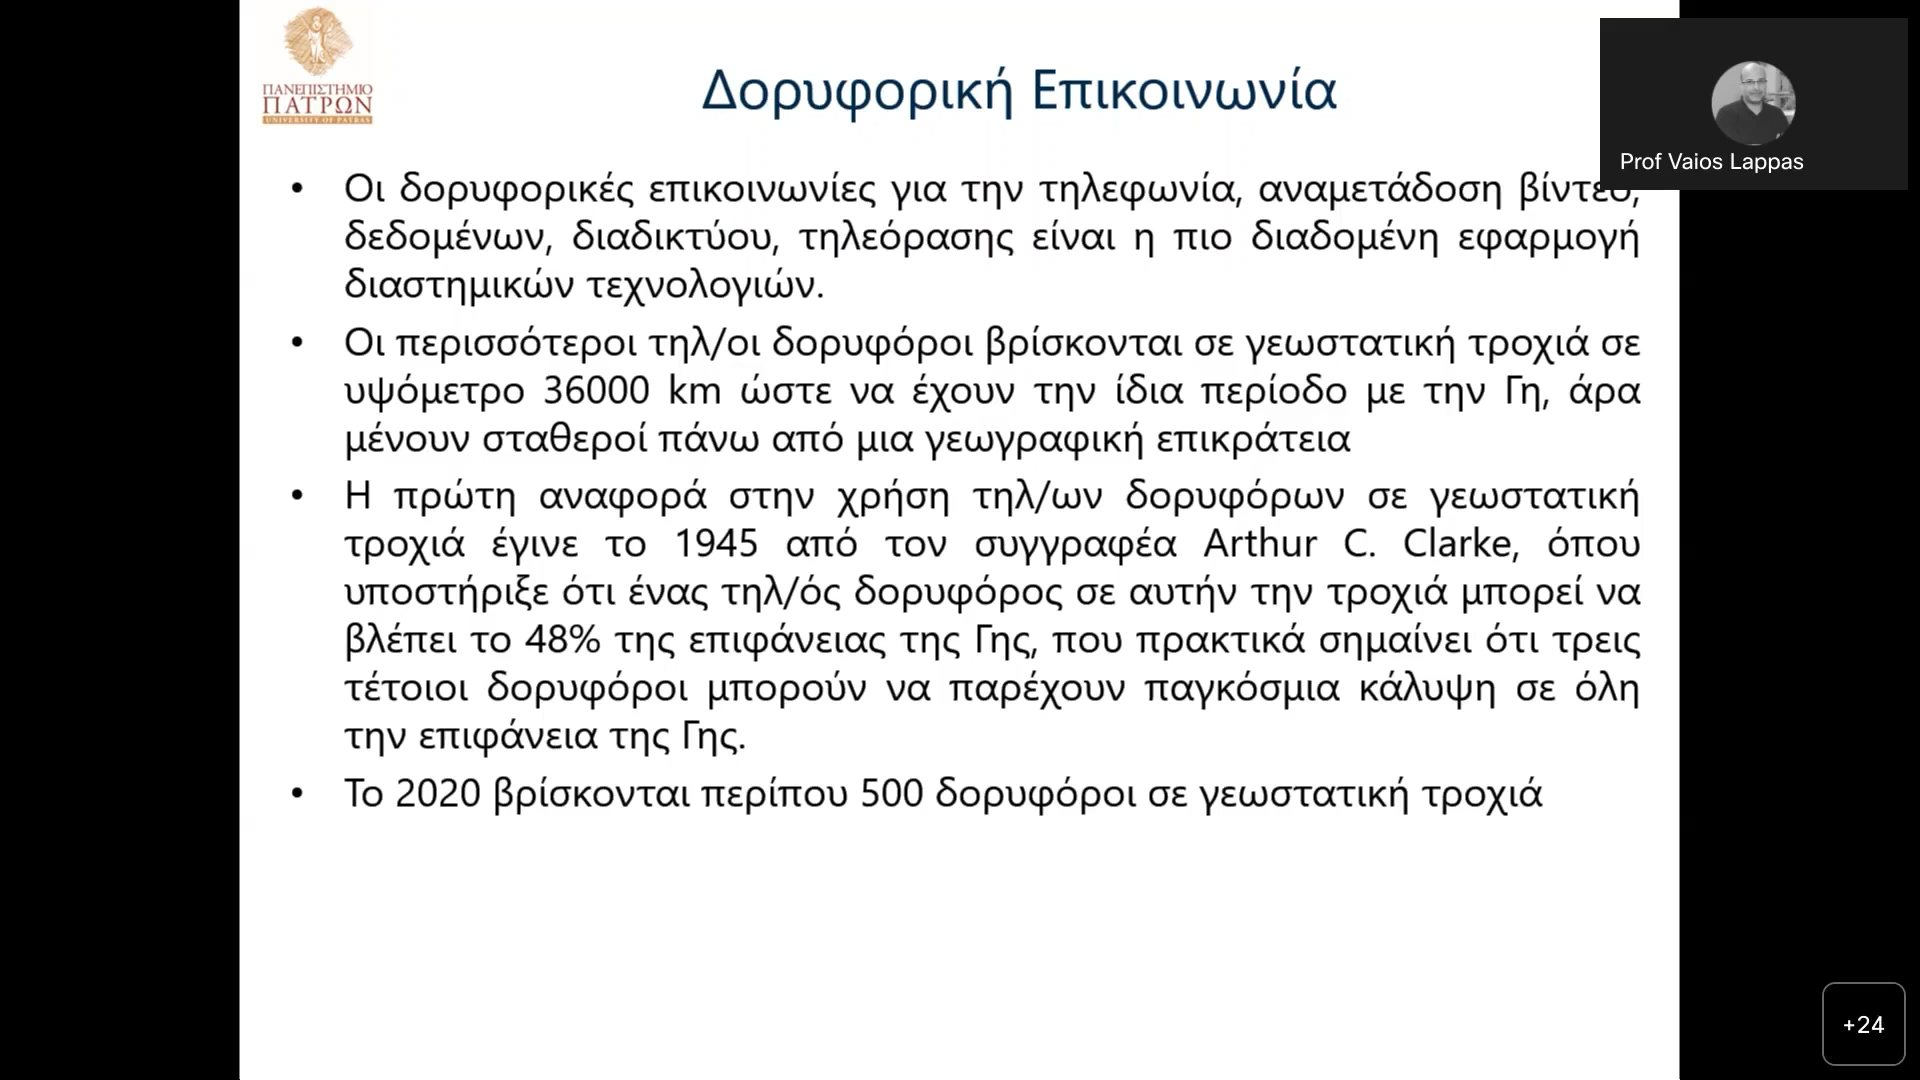 ΠΑΝΕΠΙΣΤΗΜΙΟ
ΠΑΤΡΩΝ
UNIVERSITY OF PATRAS
Δορυφορική Επικοινωνία
Prof Vaios Lappas
• Οι δορυφορικές επικοινωνίες για την τηλεφωνία, αναμετάδοση βίντεο,
δεδομένων, διαδικτύου, τηλεόρασης είναι η πιο διαδομένη εφαρμογή
διαστημικών τεχνολογιών.
• Οι περισσότεροι τηλ/οι δορυφόροι βρίσκονται σε γεωστατική τροχιά σε
υψόμετρο 36000 km ώστε να έχουν την ίδια περίοδο με την Γη, άρα
μένουν σταθεροί πάνω από μια γεωγραφική επικράτεια
• Η πρώτη αναφορά στην χρήση τηλ/ων δορυφόρων σε γεωστατική
τροχιά έγινε το 1945 από τον συγγραφέα Arthur C. Clarke, όπου
υποστήριξε ότι ένας τηλ/ός δορυφόρος σε αυτήν την τροχιά μπορεί να
βλέπει το 48% της επιφάνειας της Γης, που πρακτικά σημαίνει ότι τρεις
τέτοιοι δορυφόροι μπορούν να παρέχουν παγκόσμια κάλυψη σε όλη
την επιφάνεια της Γης.
• Το 2020 βρίσκονται περίπου 500 δορυφόροι σε γεωστατική τροχιά
+24